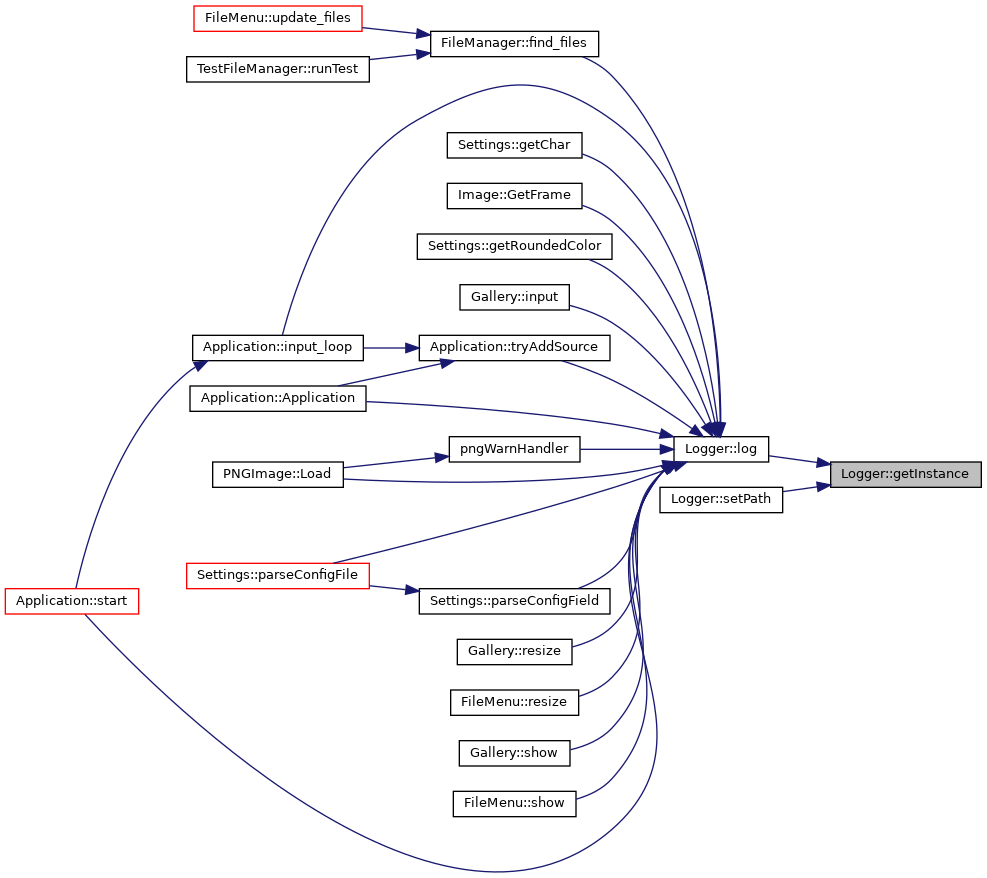 FileMenu::update_files
FileManager::find_files
TestFileManager::runTest
Settings::getChar
Image::GetFrame
Settings::getRoundedColor
Gallery::input
Application::input_loop
Application::tryAddSource
Application::Application
pngWarnHandler
Logger::log
PNGImage::Load
Logger::getInstance
Logger::setPath
Settings::parseConfigFile
Application::start
Settings::parseConfigField
Gallery::resize
FileMenu::resize
Gallery::show
FileMenu::show